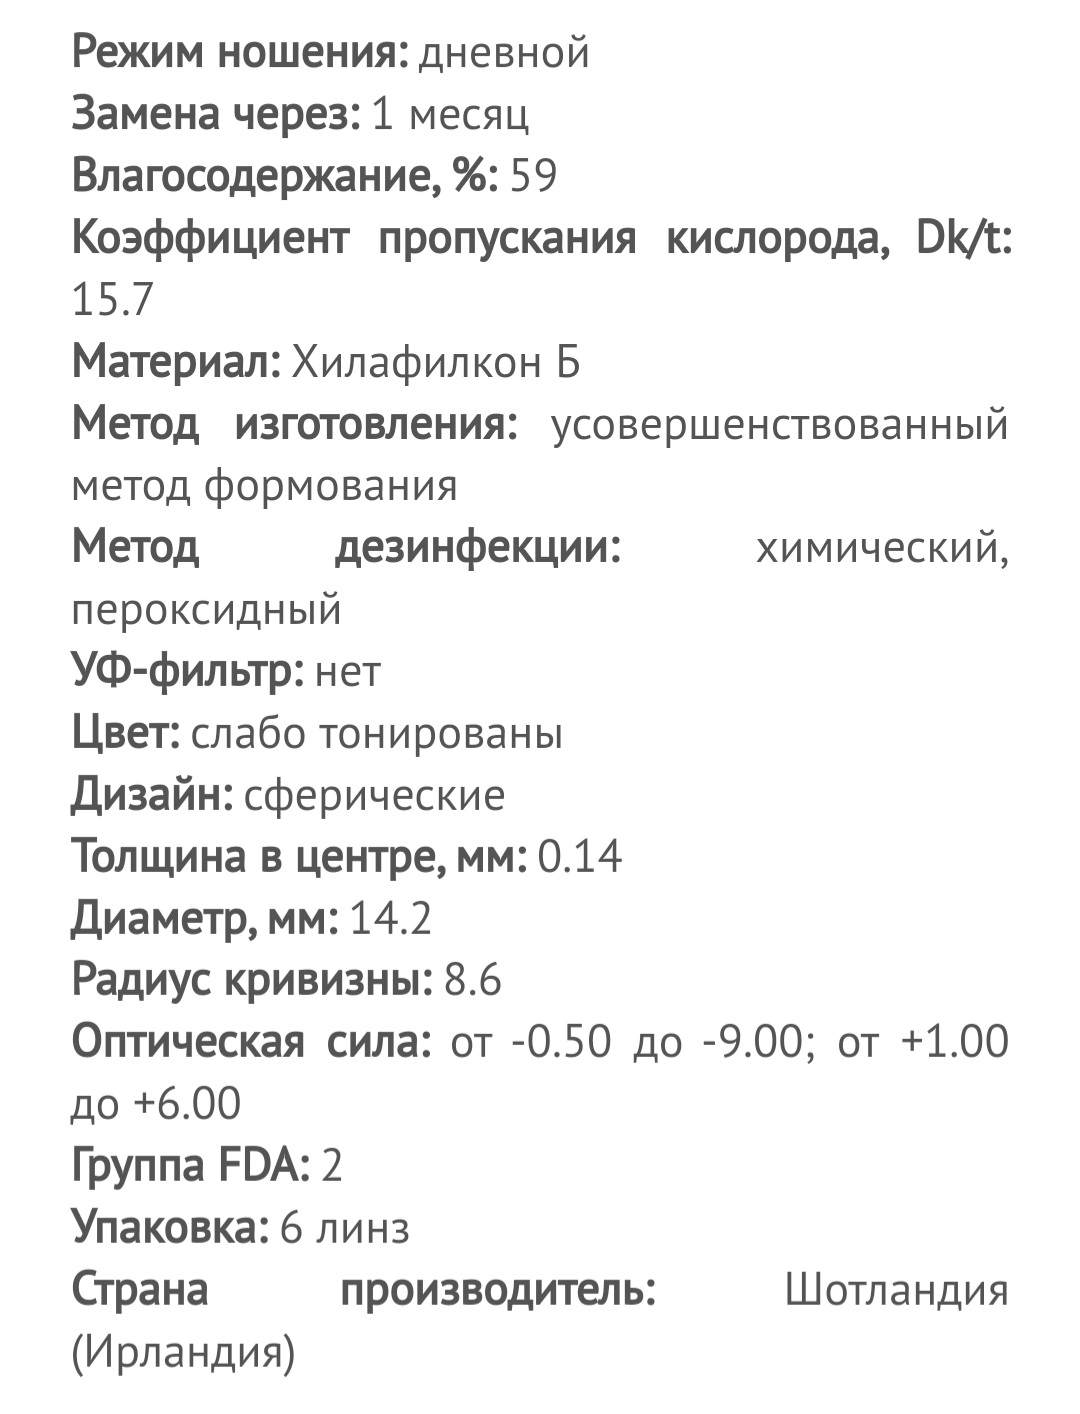 Режим ношения: дневной
Замена через: 1 месяц
Влагосодержание, %: 59
Коэффициент пропускания кислорода, Dk/t:
15.7
Материал: Хилафилкон Б
Метод изготовления: усовершенствованный
метод формования
Метод дезинфекции: химический,
пероксидный
УФ-фильтр: нет
Цвет: слабо тонированы
Дизайн: сферические
Толщина в центре, мм: 0.14
Диаметр, мм: 14.2
Радиус кривизны: 8.6
Оптическая сила: от -0.50 до -9.00; от +1.00
до +6.00
Группа FDA: 2
Упаковка: 6 линз
Страна производитель: Шотландия
(Ирландия)